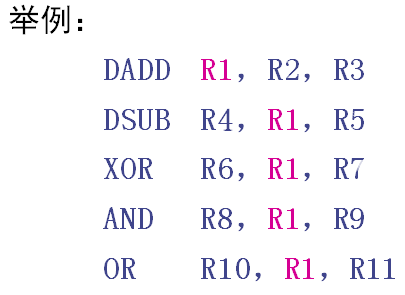 举例：
DADD R1，R2，R3
DSUB R4，R1，R5
XOR R6，R1，R7
AND R8，R1，R9
OR R10，R1，R11